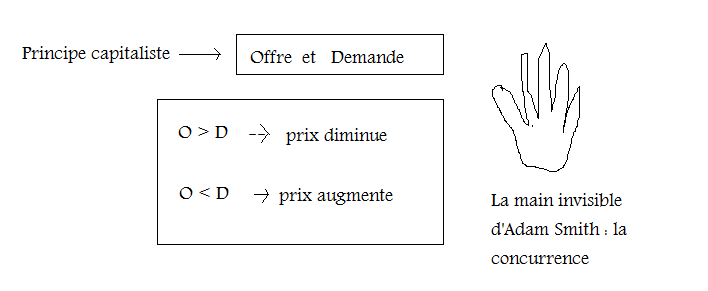 Principe capitaliste → Offre et Demande
O > D --> prix diminue
O < D → prix augmente
La main invisible
d'Adam Smith : la
concurrence